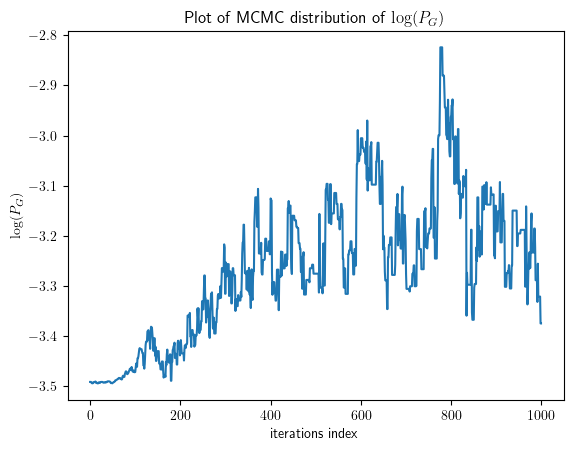 Plot of MCMC distribution of log(P_G)
log(P_G)
−2.8
−2.9
−3.0
−3.1
−3.2
−3.3
−3.4
−3.5
0 200 400 600 800 1000
iterations index